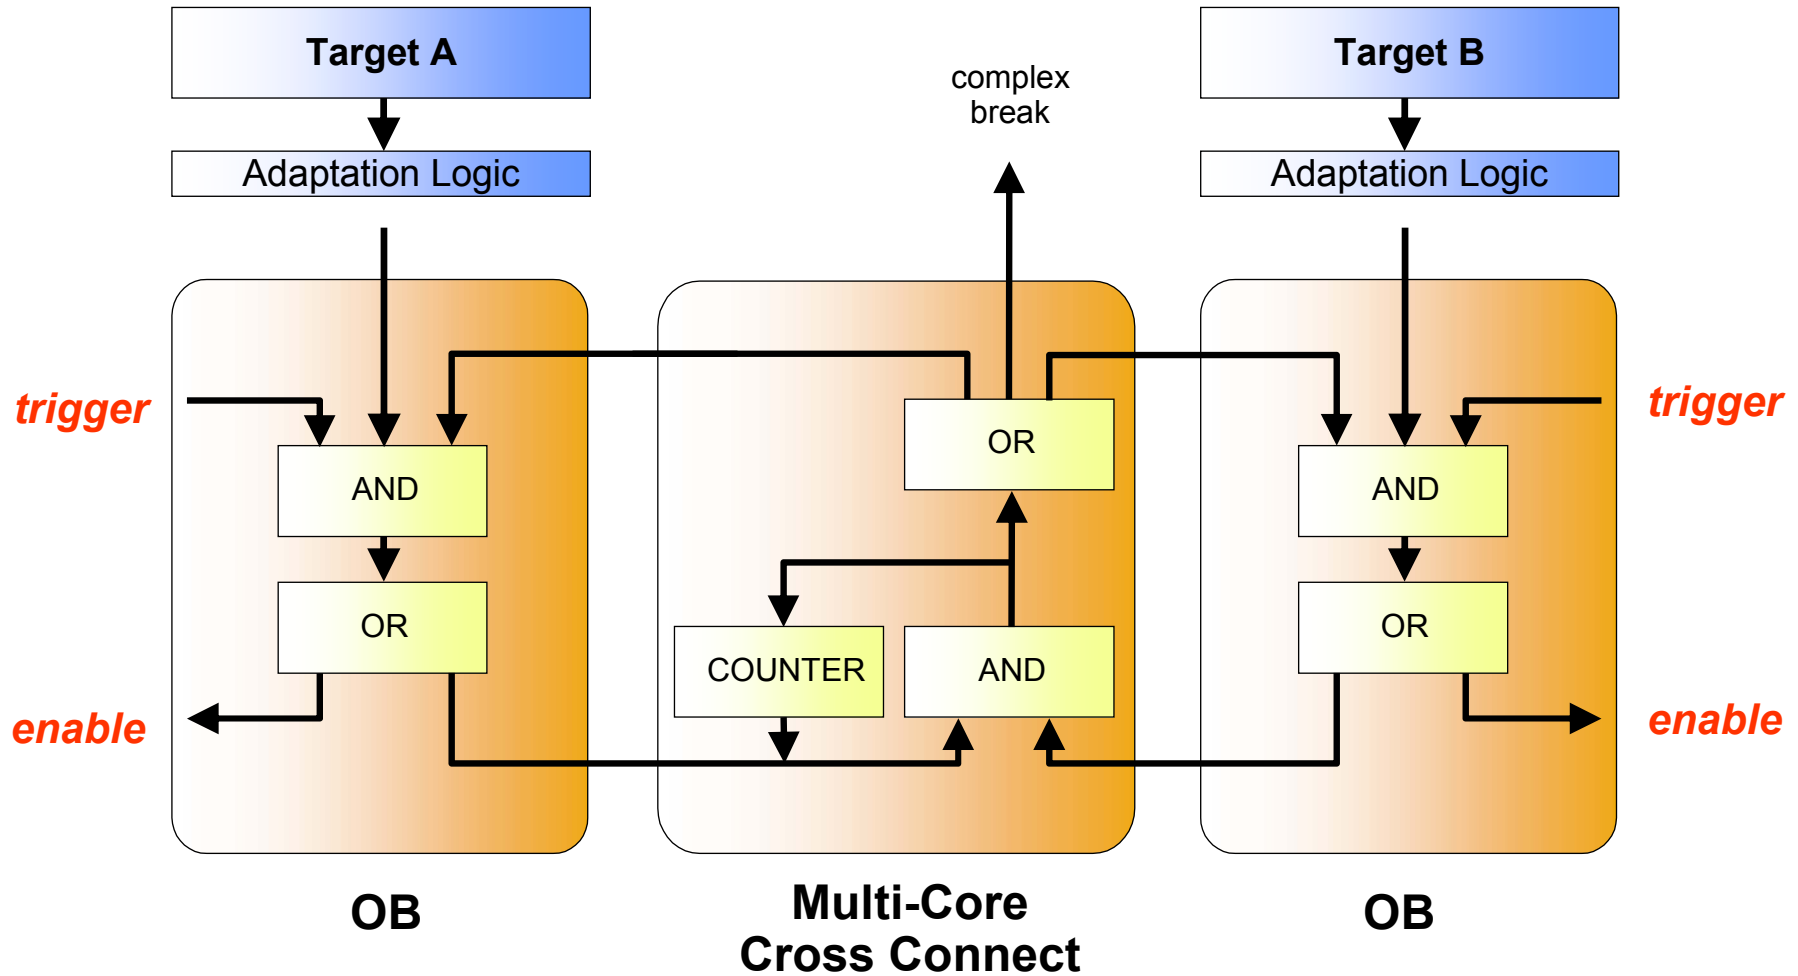 Target A
Target B
complex
break
Adaptation Logic
Adaptation Logic
trigger
trigger
OR
AND
AND
OR
OR
COUNTER
AND
enable
enable
OB
Multi-Core
Cross Connect
OB